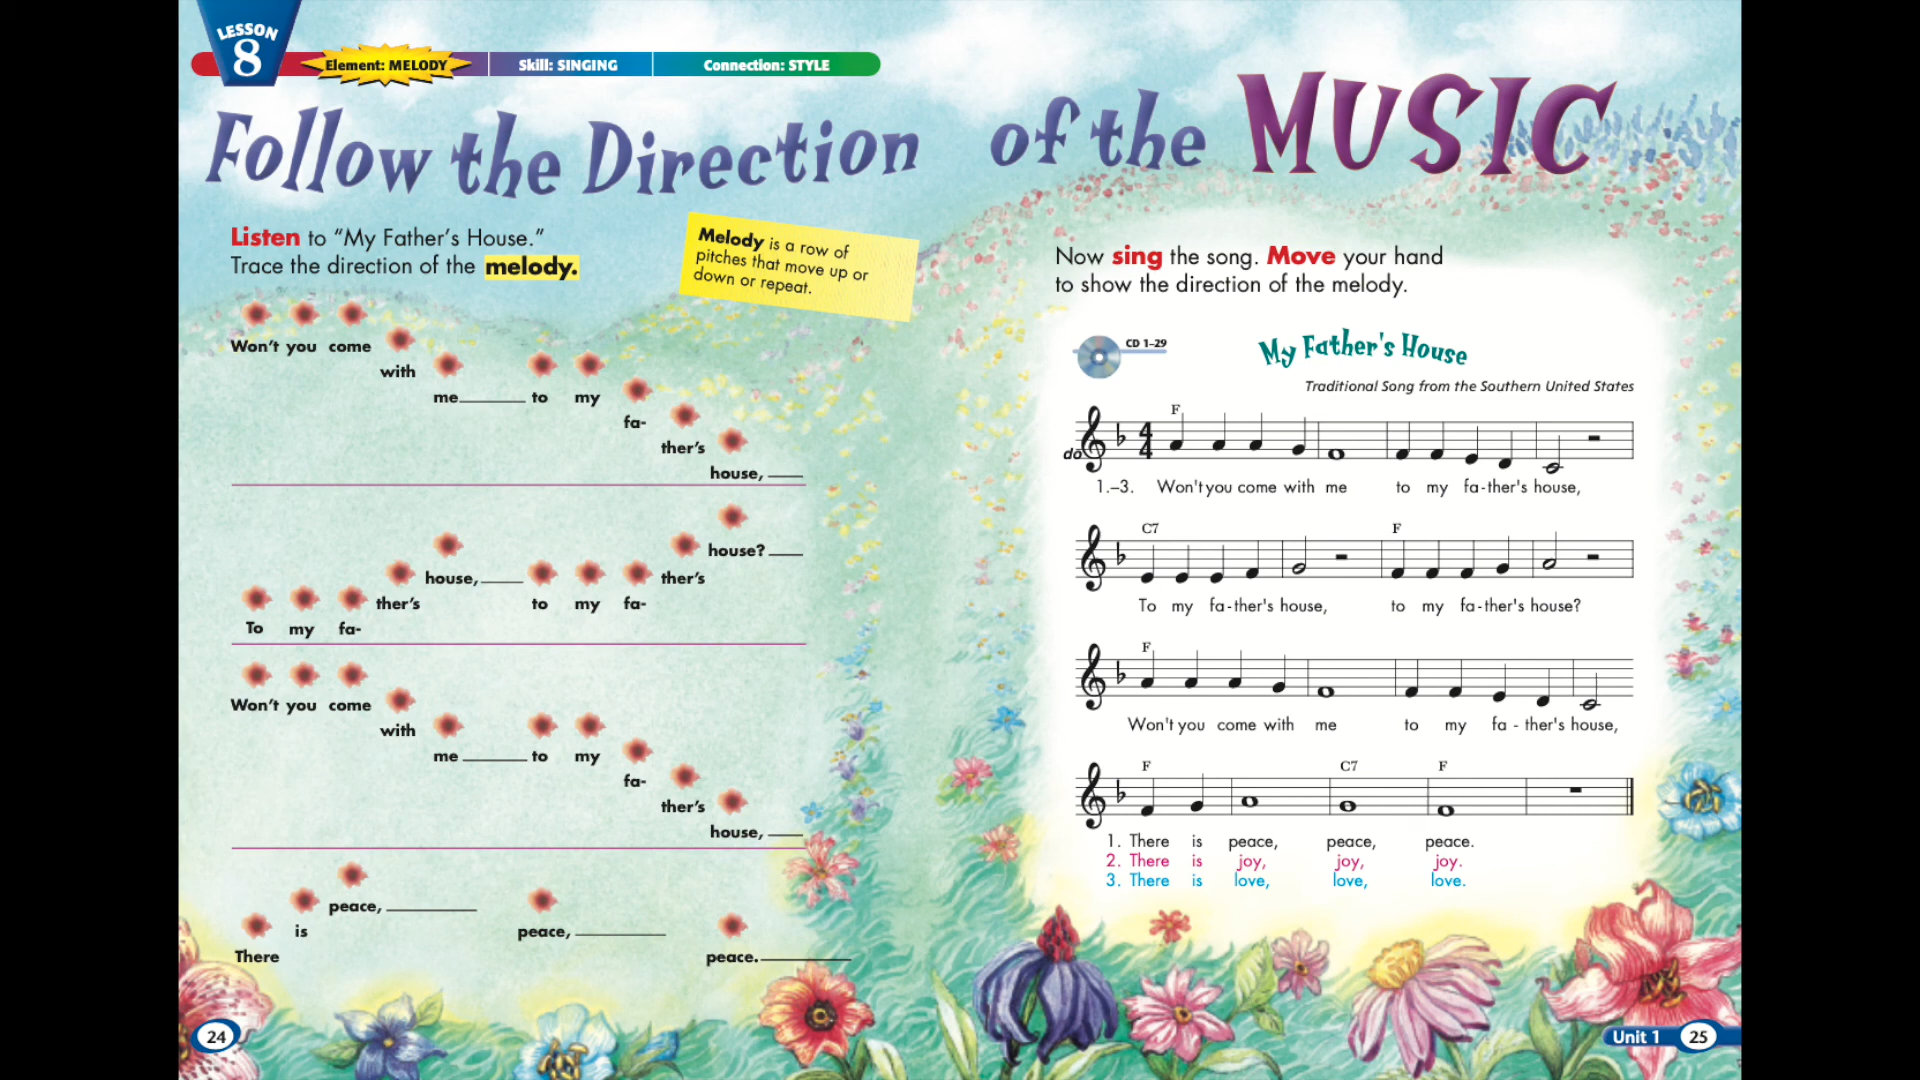 LESSON
8
Element: MELODY
Skill: SINGING
Connection: STYLE
Follow the Direction of the MUSIC
Listen to “My Father’s House.”
Trace the direction of the melody.
Melody is a row of
pitches that move up or
down or repeat.
Won’t you come
with
me to my
fa-
ther’s
house,
house?
house, ther’s
ther’s to my fa-
To my fa-
Won’t you come
with
me to my
fa-
ther’s
house,
peace,
is peace,
There peace.
24
Now sing the song. Move your hand
to show the direction of the melody.
CD 1–29
My Father's House
Traditional Song from the Southern United States
F
4
4
do
1.–3. Won't you come with me to my fa-ther's house,
C7 F
To my fa-ther's house, to my fa-ther's house?
F
Won't you come with me to my fa - ther's house,
F C7 F
1. There is peace, peace, peace.
2. There is joy, joy, joy.
3. There is love, love, love.
Unit 1 25